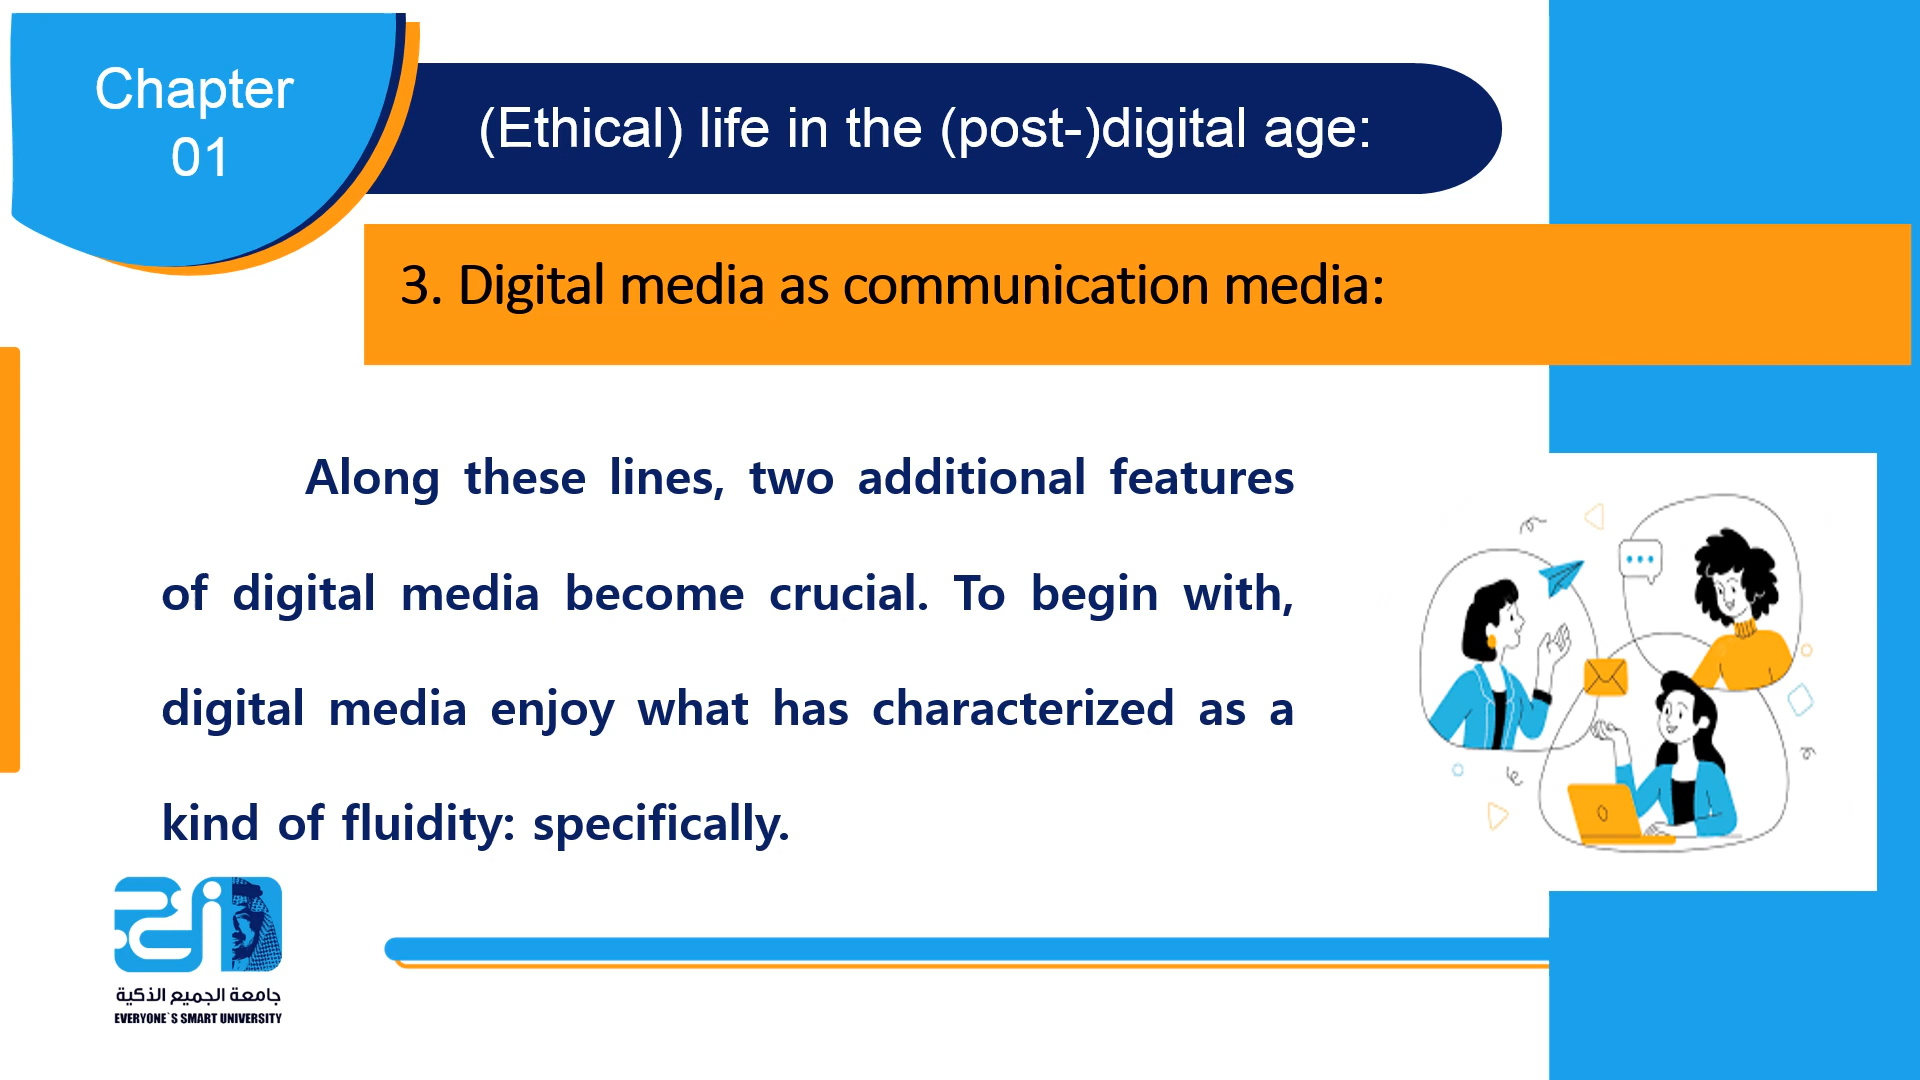 Chapter
01
(Ethical) life in the (post-)digital age:
3. Digital media as communication media:
Along these lines, two additional features
of digital media become crucial. To begin with,
digital media enjoy what has characterized as a
kind of fluidity: specifically.
جامعة الجميع الذكية
EVERYONE`S SMART UNIVERSITY